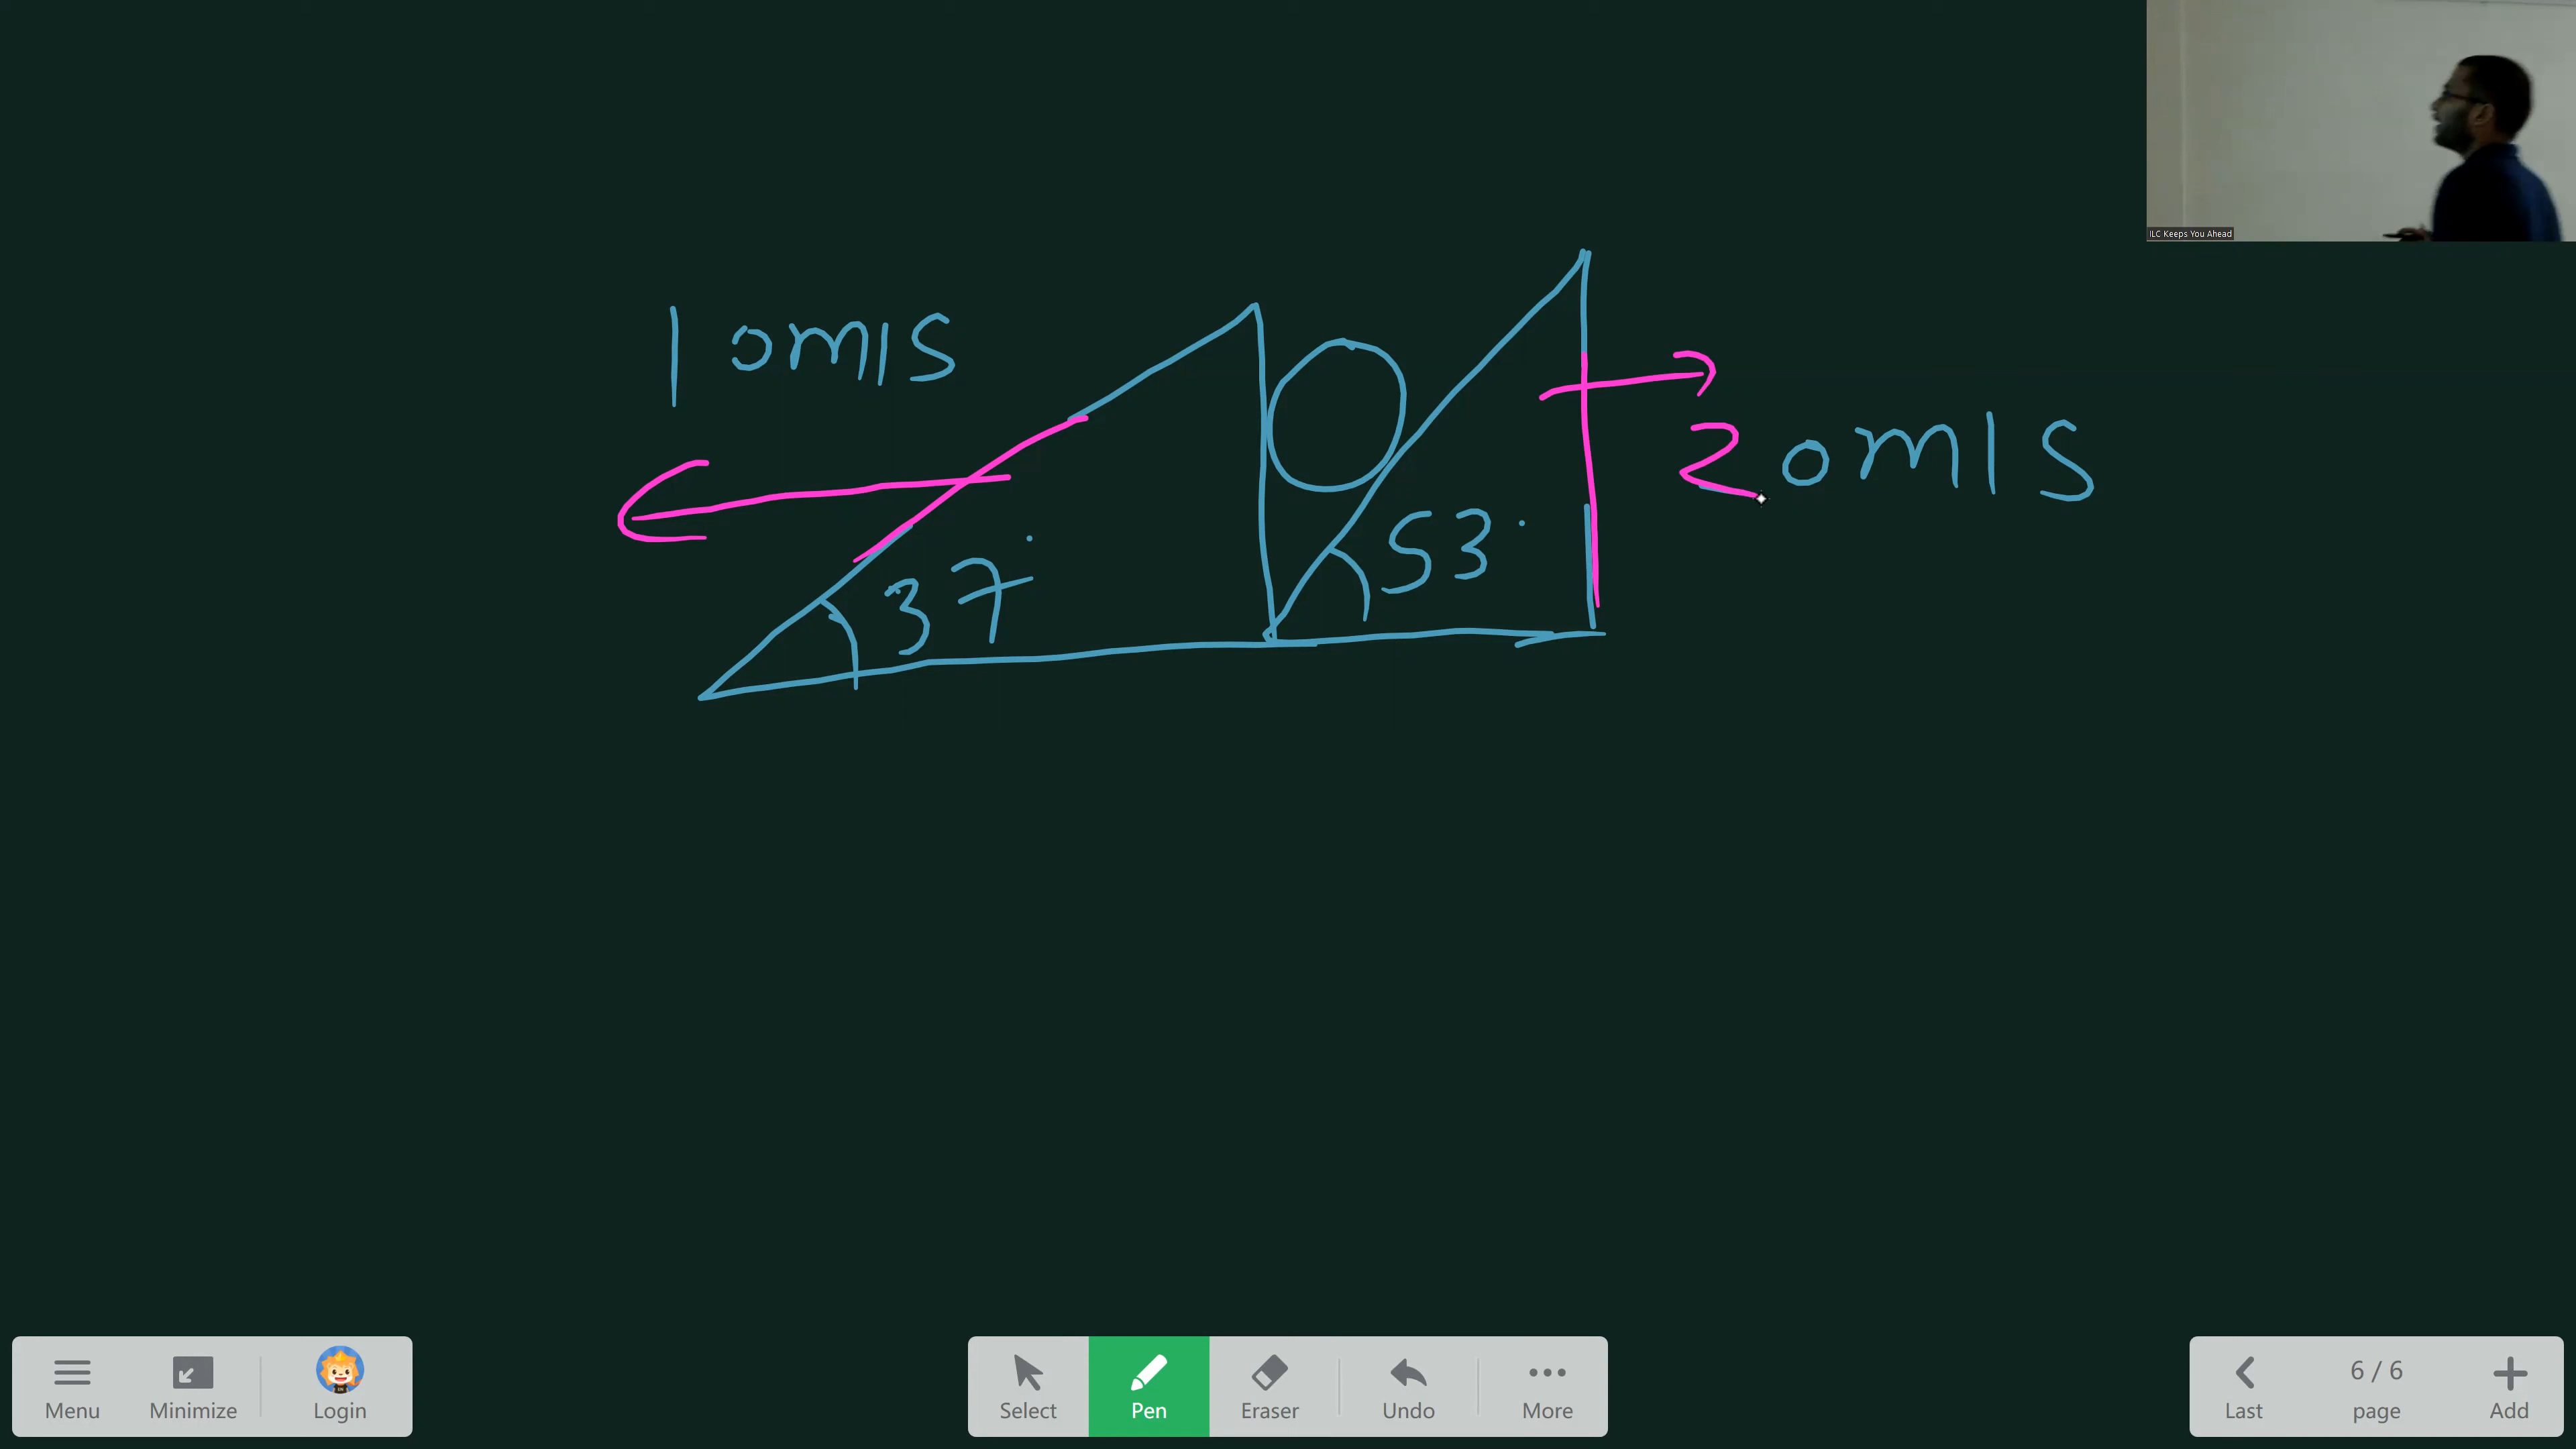 ILC Keeps You Ahead
10m/s
20m/s
37°
53°
Menu
Minimize
Login
Select
Pen
Eraser
Undo
More
Last
6 / 6
page
Add